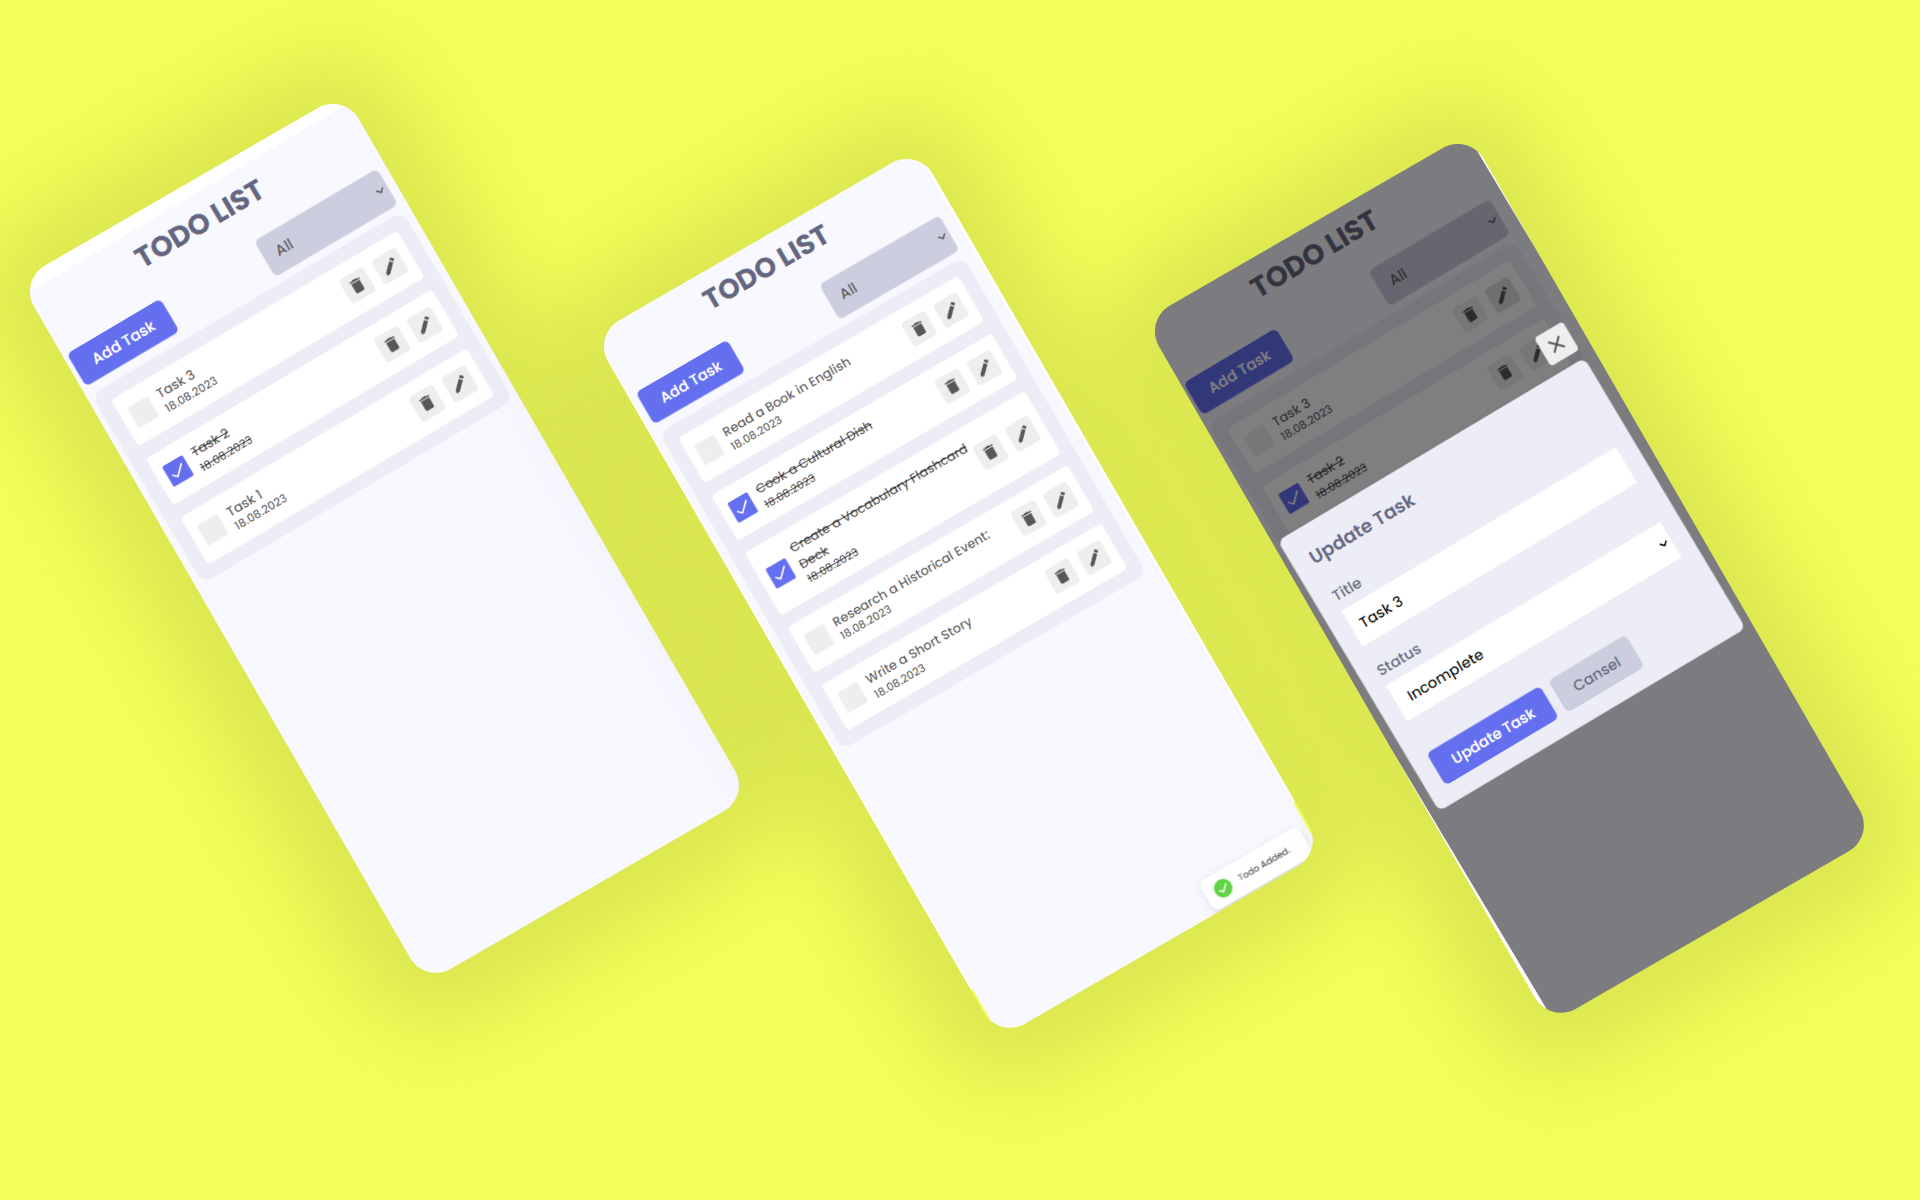 TODO LIST
Add Task
All
Task 3
18.08.2023
Task 2
18.08.2023
Task 1
18.08.2023
TODO LIST
Add Task
All
Read a Book in English
18.08.2023
Cook a Cultural Dish
18.08.2023
Create a Vocabulary Flashcard
Deck
18.08.2023
Research a Historical Event:
18.08.2023
Write a Short Story
18.08.2023
Todo Added.
TODO LIST
Add Task
All
Task 3
18.08.2023
Task 2
18.08.2023
Update Task
Title
Task 3
Status
Incomplete
Update Task
Cansel